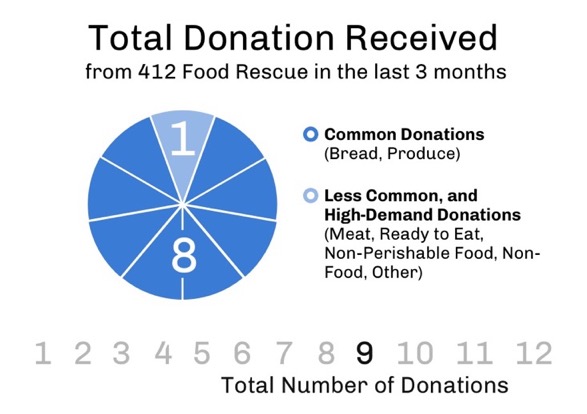 Total Donation Received
from 412 Food Rescue in the last 3 months
1
8
Common Donations
(Bread, Produce)
Less Common, and
High-Demand Donations
(Meat, Ready to Eat,
Non-Perishable Food, Non-
Food, Other)
1 2 3 4 5 6 7 8 9 10 11 12
Total Number of Donations